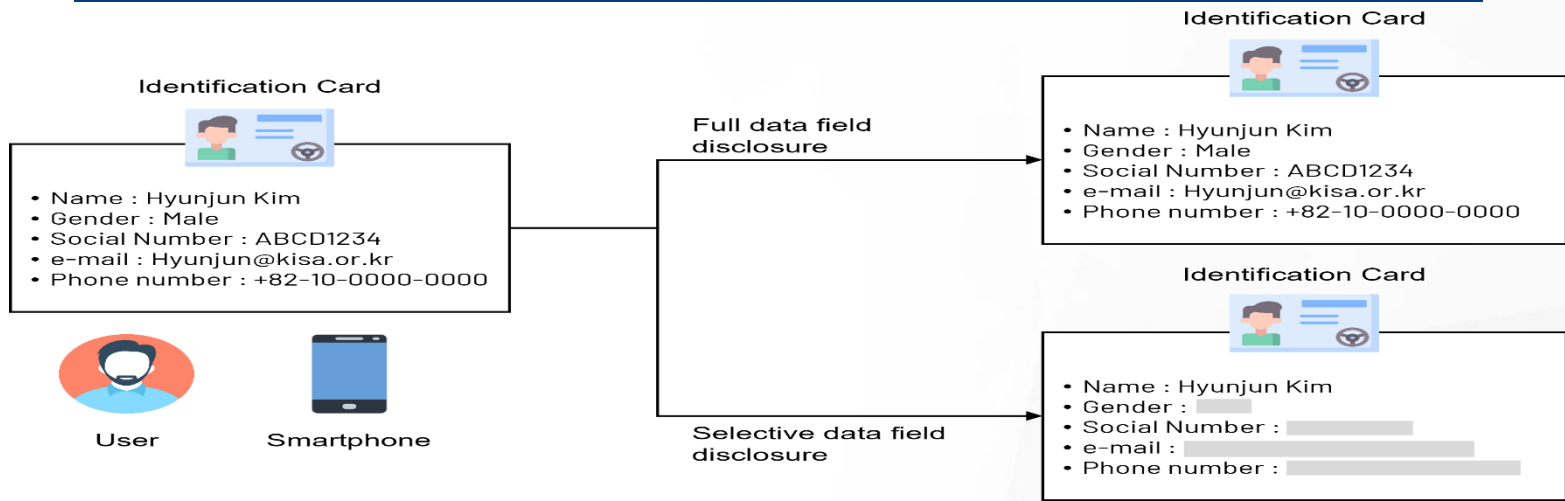 Identification Card
• Name : Hyunjun Kim
• Gender : Male
• Social Number : ABCD1234
• e-mail : Hyunjun@kisa.or.kr
• Phone number : +82-10-0000-0000
User
Smartphone
Full data field
disclosure
Identification Card
• Name : Hyunjun Kim
• Gender : Male
• Social Number : ABCD1234
• e-mail : Hyunjun@kisa.or.kr
• Phone number : +82-10-0000-0000
Selective data field
disclosure
Identification Card
• Name : Hyunjun Kim
• Gender :
• Social Number :
• e-mail :
• Phone number :